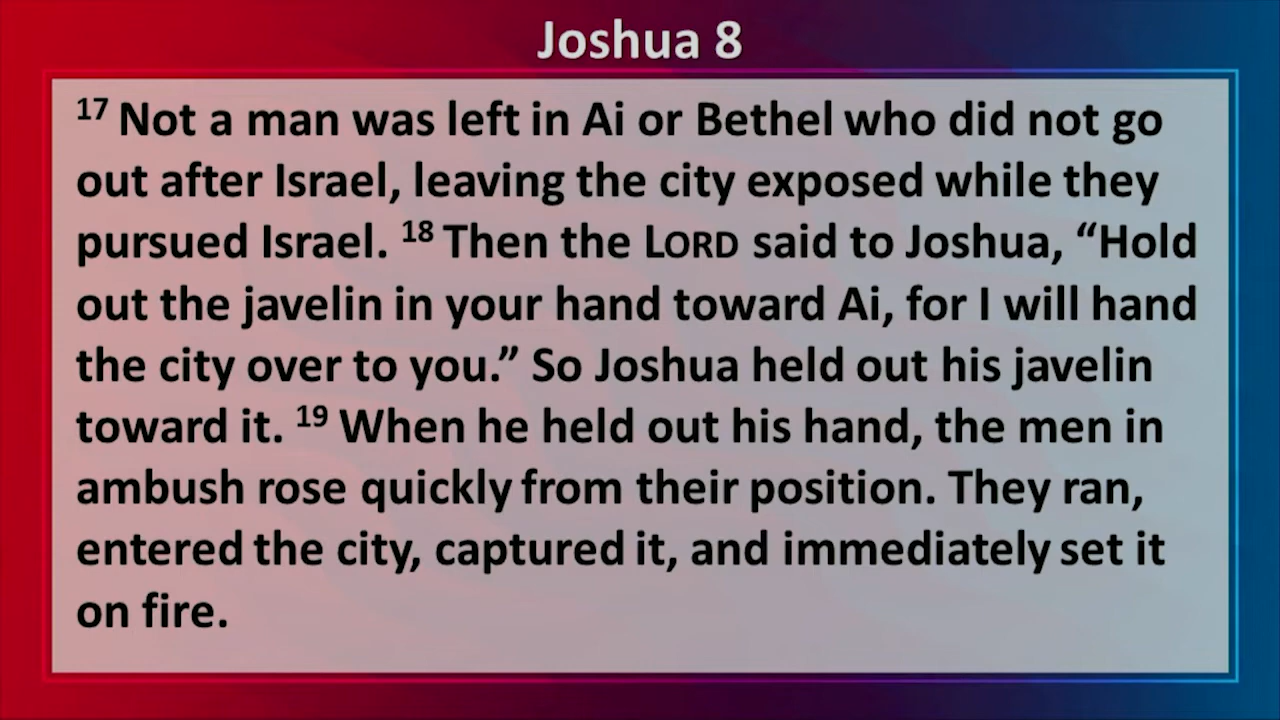 Joshua 8
17 Not a man was left in Ai or Bethel who did not go
out after Israel, leaving the city exposed while they
pursued Israel. 18 Then the LORD said to Joshua, “Hold
out the javelin in your hand toward Ai, for I will hand
the city over to you.” So Joshua held out his javelin
toward it. 19 When he held out his hand, the men in
ambush rose quickly from their position. They ran,
entered the city, captured it, and immediately set it
on fire.